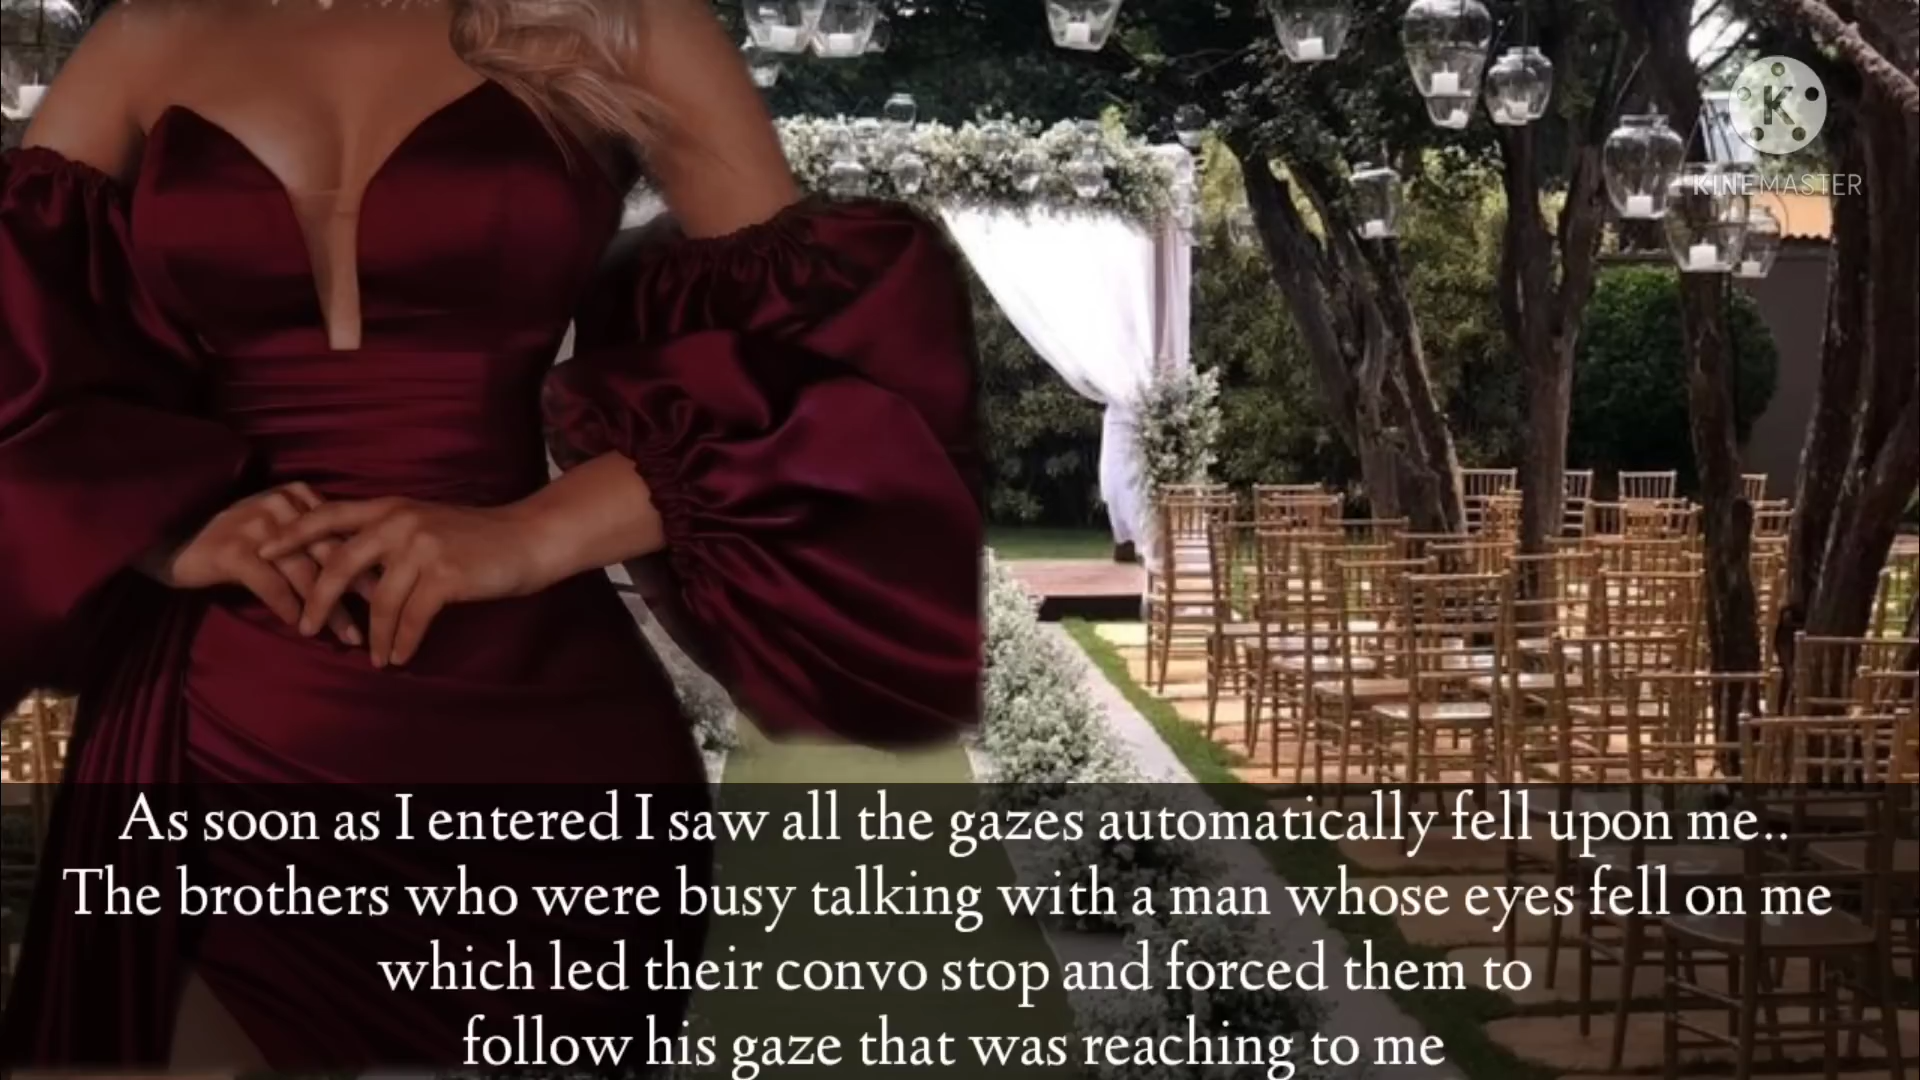 K
KINEMASTER
As soon as I entered I saw all the gazes automatically fell upon me..
The brothers who were busy talking with a man whose eyes fell on me
which led their convo stop and forced them to
follow his gaze that was reaching to me